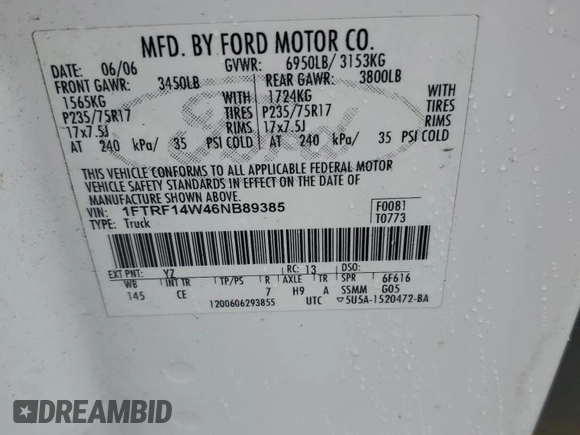 MFD. BY FORD MOTOR CO.
DATE: 06/06 GVWR: 6950LB/ 3153KG
FRONT GAWR: 3450LB REAR GAWR: 3800LB
1565KG WITH 1724KG WITH
P235/75R17 TIRES P235/75R17 TIRES
17x7.5J RIMS 17x7.5J RIMS
AT 240 kPa/ 35 PSI COLD AT 240 kPa/ 35 PSI COLD
THIS VEHICLE CONFORMS TO ALL APPLICABLE FEDERAL MOTOR
VEHICLE SAFETY STANDARDS IN EFFECT ON THE DATE OF
MANUFACTURE SHOWN ABOVE.
VIN: 1FTRF14W46NB89385 F0081
TYPE: Truck T0773
EXT PNT: YZ RC: 13 DSO:
WB INT TR TP/PS R AXLE TR SPR 6F616
145 CE 7 H9 A SSMM G05
1200606293855 UTC ▽5U5A-1520472-BA
Ford
DREAMBID